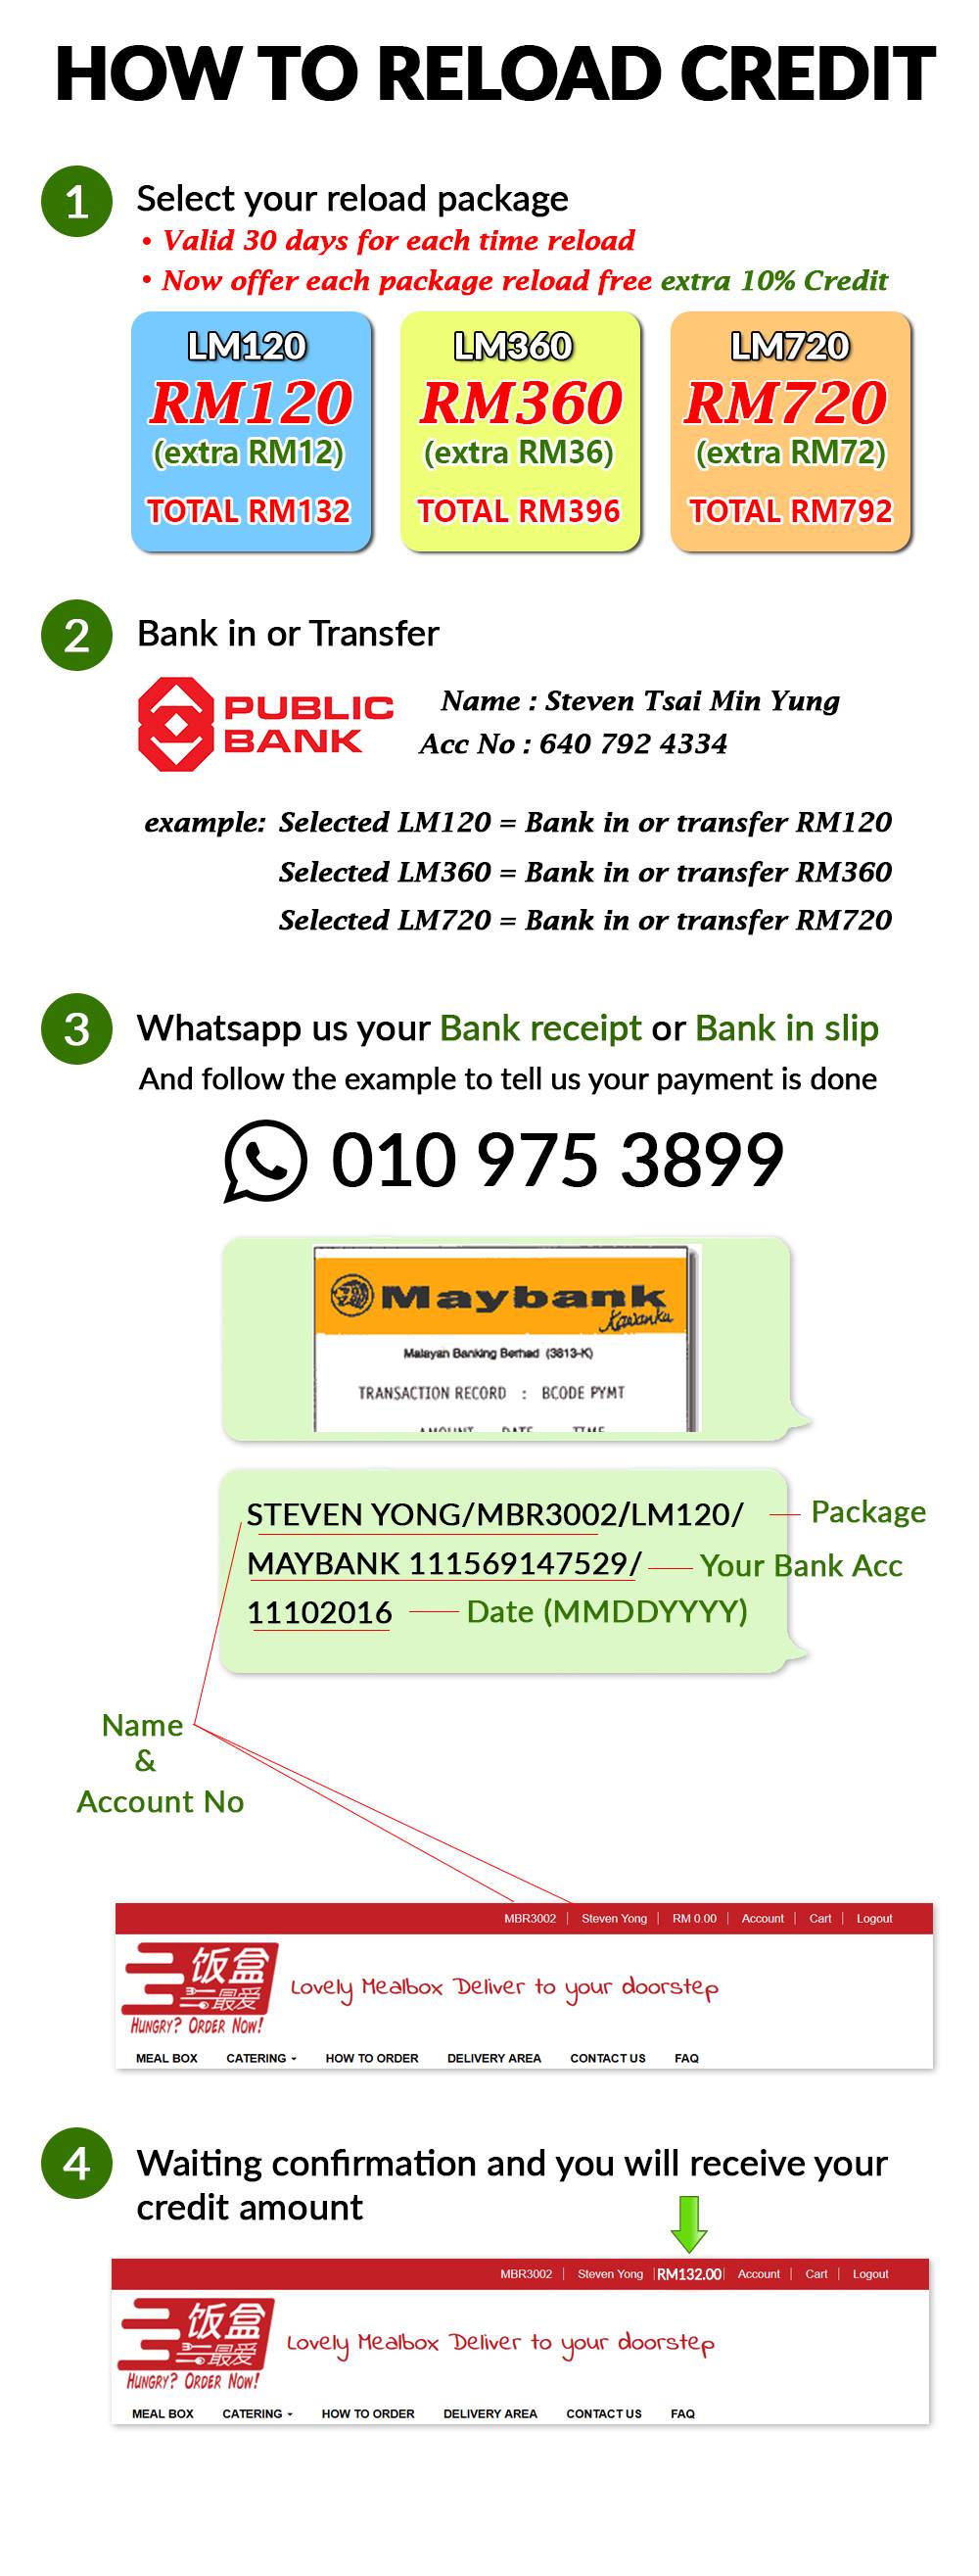 HOW TO RELOAD CREDIT
1 Select your reload package
• Valid 30 days for each time reload
• Now offer each package reload free extra 10% Credit
LM120
RM120
(extra RM12)
TOTAL RM132
LM360
RM360
(extra RM36)
TOTAL RM396
LM720
RM720
(extra RM72)
TOTAL RM792
2 Bank in or Transfer
PUBLIC
BANK
Name : Steven Tsai Min Yung
Acc No : 640 792 4334
example: Selected LM120 = Bank in or transfer RM120
Selected LM360 = Bank in or transfer RM360
Selected LM720 = Bank in or transfer RM720
3 Whatsapp us your Bank receipt or Bank in slip
And follow the example to tell us your payment is done
010 975 3899
Maybank
Kawanku
Malayan Banking Berhad (3813-K)
TRANSACTION RECORD : BCODE PYMT
AMOUNT DATE TIME
STEVEN YONG/MBR3002/LM120/ Package
MAYBANK 111569147529/ Your Bank Acc
11102016 Date (MMDDYYYY)
Name
&
Account No
MBR3002 | Steven Yong | RM 0.00 | Account | Cart | Logout
饭盒
最爱
HUNGRY? ORDER NOW!
Lovely Mealbox Deliver to your doorstep
MEAL BOX CATERING HOW TO ORDER DELIVERY AREA CONTACT US FAQ
4 Waiting confirmation and you will receive your
credit amount
MBR3002 | Steven Yong | RM132.00 | Account | Cart | Logout
饭盒
最爱
HUNGRY? ORDER NOW!
Lovely Mealbox Deliver to your doorstep
MEAL BOX CATERING HOW TO ORDER DELIVERY AREA CONTACT US FAQ